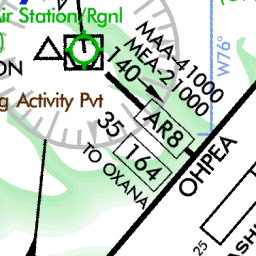 ir Station/Rgnl
)
ON
g Activity Pvt
MAA-41000
MEA-21000
140
AR8
35
164
TO OXANA
OHPEA
W76°
25
ASH